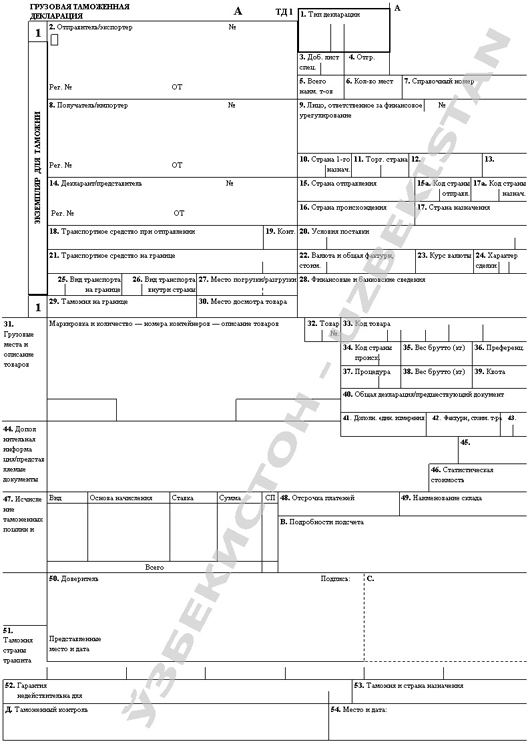 ГРУЗОВАЯ ТАМОЖЕННАЯ
ДЕКЛАРАЦИЯ
А
ТД 1
А
1
ЭКЗЕМПЛЯР ДЛЯ ТАМОЖНИ
1
1. Тип декларации
2. Отправитель/экспортер №
Рег. № ОТ
3. Доб. лист
спец.
4. Отгр.
5. Всего
наим. т-ов
6. Кол-во мест
7. Справочный номер
8. Получатель/импортер №
Рег. № ОТ
9. Лицо, ответственное за финансовое №
урегулирование
10. Страна 1-го
назнач.
11. Торг. страна
12.
13.
14. Декларант/представитель №
Рег. № ОТ
15. Страна отправления
15а. Код страны
отправл.
17а. Код страны
назнач.
16. Страна происхождения
17. Страна назначения
18. Транспортное средство при отправлении
19. Конт.
20. Условия поставки
21. Транспортное средство на границе
22. Валюта и общая фактурн.
стоим.
23. Курс валюты
24. Характер
сделки
25. Вид транспорта
на границе
26. Вид транспорта
внутри страны
27. Место погрузки/разгрузки
28. Финансовые и банковские сведения
29. Таможня на границе
30. Место досмотра товара
31.
Грузовые
места и
описание
товаров
Маркировка и количество — номера контейнеров — описание товаров
32. Товар
№
33. Код товара
34. Код страны
происх.
35. Вес брутто (кг)
36. Преференц.
37. Процедура
38. Вес брутто (кг)
39. Квота
40. Общая декларация/предшествующий документ
41. Дополн. един. измерения
42. Фактурн. стоим. т-ра
43.
44. Допол
нительная
информа
ция/представ
ляемые
документы
45.
46. Статистическая
стоимость
47. Исчисле
ние
таможенных
пошлин и
Вид
Основа начисления
Ставка
Сумма
СП
Всего
48. Отсрочка платежей
49. Наименование склада
В. Подробности подсчета
50. Доверитель
Подпись:
С.
Представленные
место и дата
51.
Таможня
страны
транзита
52. Гарантия
недействительна для
53. Таможня и страна назначения
Д. Таможенный контроль
54. Место и дата:
ЎЗБЕКИСТОН - UZBEKISTAN